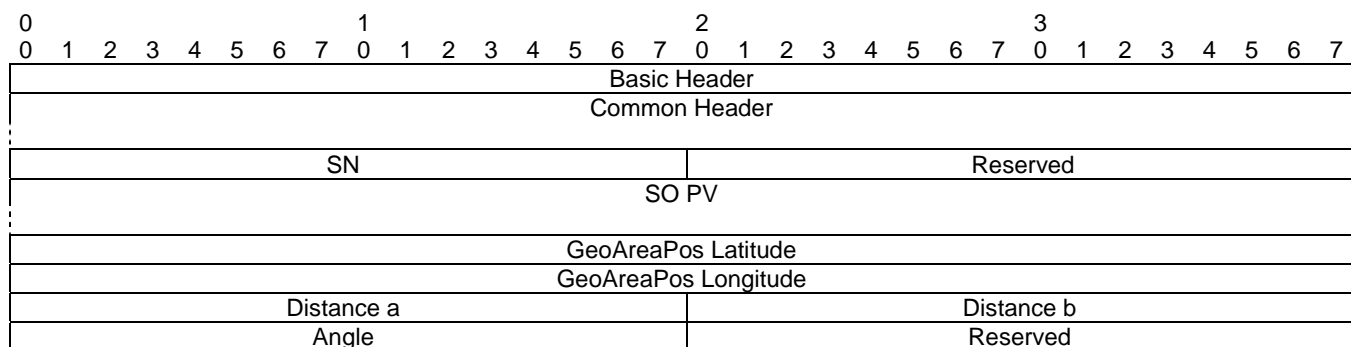 0 1 2 3
0 1 2 3 4 5 6 7 0 1 2 3 4 5 6 7 0 1 2 3 4 5 6 7 0 1 2 3 4 5 6 7
Basic Header
Common Header
SN Reserved
SO PV
GeoAreaPos Latitude
GeoAreaPos Longitude
Distance a Distance b
Angle Reserved